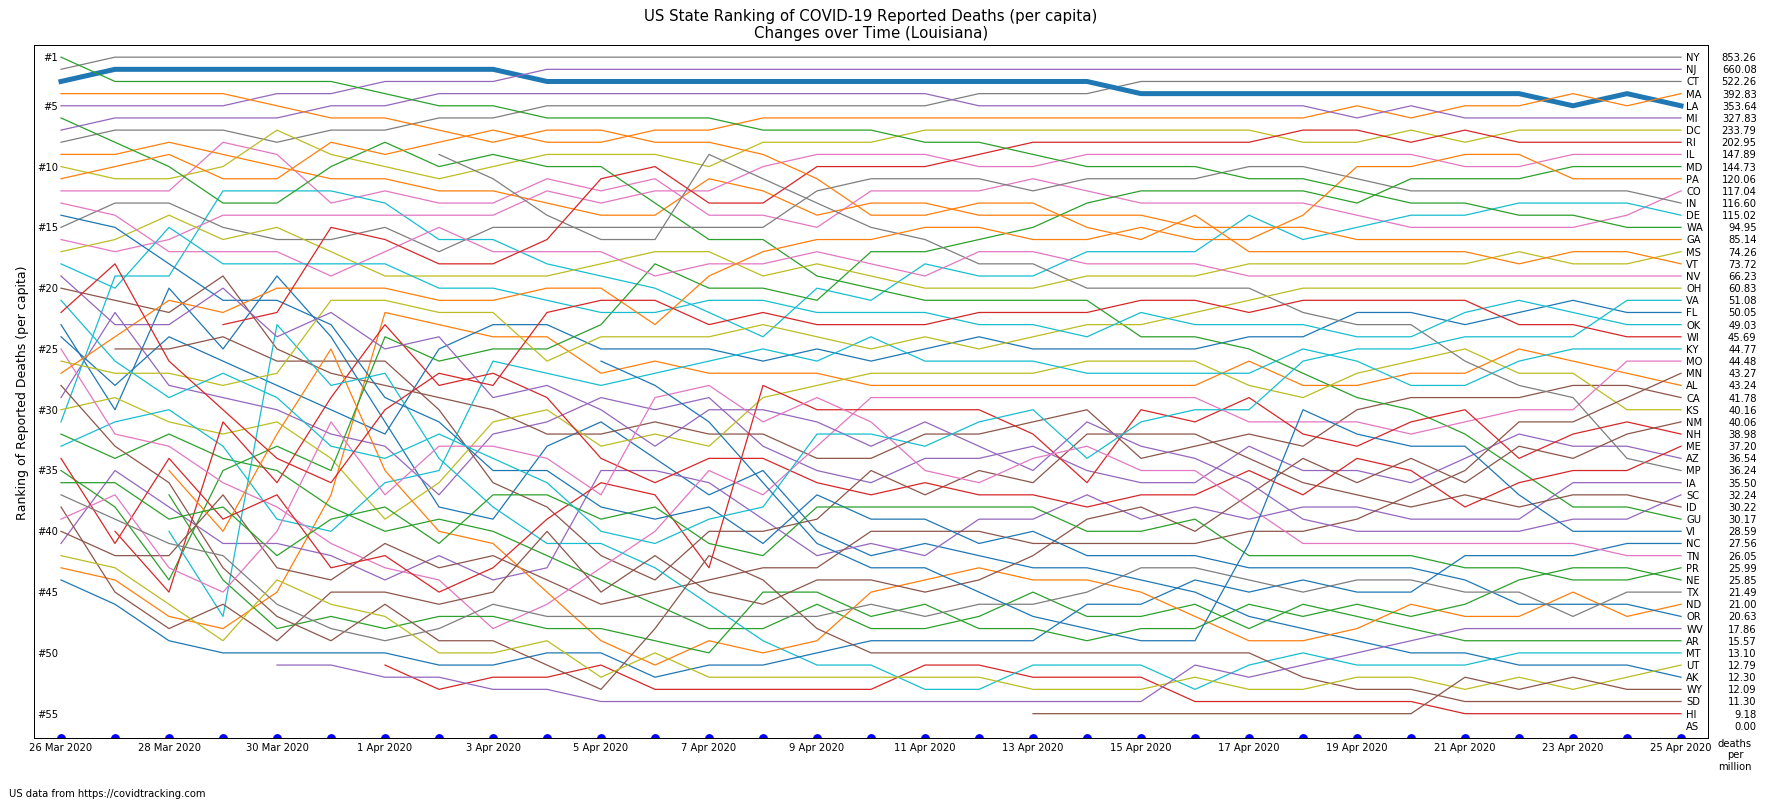 US State Ranking of COVID-19 Reported Deaths (per capita)
Changes over Time (Louisiana)
Ranking of Reported Deaths (per capita)
#1
#5
#10
#15
#20
#25
#30
#35
#40
#45
#50
#55
NY 853.26
NJ 660.08
CT 522.26
MA 392.83
LA 353.64
MI 327.83
DC 233.79
RI 202.95
IL 147.89
MD 144.73
PA 120.06
CO 117.04
IN 116.60
DE 115.02
WA 94.95
GA 85.14
MS 74.26
VT 73.72
NV 66.23
OH 60.83
VA 51.08
FL 50.05
OK 49.03
WI 45.69
KY 44.77
MO 44.48
MN 43.27
AL 43.24
CA 41.78
KS 40.16
NM 40.06
NH 38.98
ME 37.20
AZ 36.54
MP 36.24
IA 35.50
SC 32.24
ID 30.22
GU 30.17
VI 28.59
NC 27.56
TN 26.05
PR 25.99
NE 25.85
TX 21.49
ND 21.00
OR 20.63
WV 17.86
AR 15.57
MT 13.10
UT 12.79
AK 12.30
WY 12.09
SD 11.30
HI 9.18
AS 0.00
26 Mar 2020 28 Mar 2020 30 Mar 2020 1 Apr 2020 3 Apr 2020 5 Apr 2020 7 Apr 2020 9 Apr 2020 11 Apr 2020 13 Apr 2020 15 Apr 2020 17 Apr 2020 19 Apr 2020 21 Apr 2020 23 Apr 2020 25 Apr 2020
deaths
per
million
US data from https://covidtracking.com